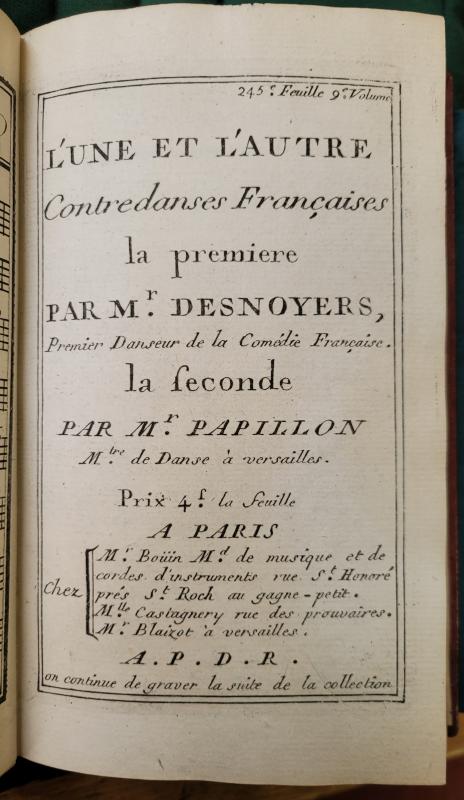 245.e Feuille 9.e Volume
L'UNE ET L'AUTRE
Contredanses Françaises
la premiere
PAR M.r DESNOYERS,
Premier Danseur de la Comédie Française.
la seconde
PAR M.r PAPILLON
M.tre de Danse à versailles.
Prix 4.ſ la feuille
A PARIS
Chez
M.r Boüin M.d de musique et de
cordes d'instruments rue S.t Honoré
prés S.t Roch au gagne-petit.
M.lle Castagnery rue des prouvaires.
M.r Blaizot à versailles.
A.P.D.R.
on continue de graver la suite de la collection